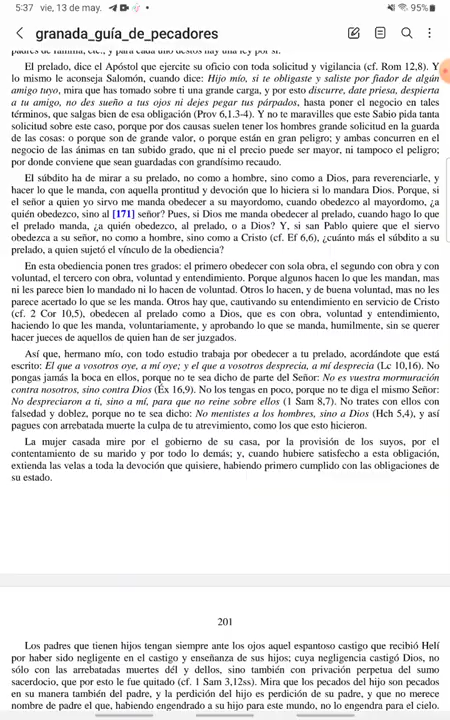 5:37 vie, 13 de may.
95%
granada_guía_de_pecadores
padres de familia, etc., y para cada uno destos hay una ley por sí.
El prelado, dice el Apóstol que ejercite su oficio con toda solicitud y vigilancia (cf. Rom 12,8). Y
lo mismo le aconseja Salomón, cuando dice: Hijo mío, si te obligaste y saliste por fiador de algún
amigo tuyo, mira que has tomado sobre ti una grande carga, y por esto discurre, date priesa, despierta
a tu amigo, no des sueño a tus ojos ni dejes pegar tus párpados, hasta poner el negocio en tales
términos, que salgas bien de esa obligación (Prov 6,1.3-4). Y no te maravilles que este Sabio pida tanta
solicitud sobre este caso, porque por dos causas suelen tener los hombres grande solicitud en la guarda
de las cosas: o porque son de grande valor, o porque están en gran peligro; y ambas concurren en el
negocio de las ánimas en tan subido grado, que ni el precio puede ser mayor, ni tampoco el peligro;
por donde conviene que sean guardadas con grandísimo recaudo.
El súbdito ha de mirar a su prelado, no como a hombre, sino como a Dios, para reverenciarle, y
hacer lo que le manda, con aquella prontitud y devoción que lo hiciera si lo mandara Dios. Porque, si
el señor a quien yo sirvo me manda obedecer a su mayordomo, cuando obedezco al mayordomo, ¿a
quién obedezco, sino al [171] señor? Pues, si Dios me manda obedecer al prelado, cuando hago lo que
el prelado manda, ¿a quién obedezco, al prelado, o a Dios? Y, si san Pablo quiere que el siervo
obedezca a su señor, no como a hombre, sino como a Cristo (cf. Ef 6,6), ¿cuánto más el súbdito a su
prelado, a quien sujetó el vínculo de la obediencia?
En esta obediencia ponen tres grados: el primero obedecer con sola obra, el segundo con obra y con
voluntad, el tercero con obra, voluntad y entendimiento. Porque algunos hacen lo que les mandan, mas
ni les parece bien lo mandado ni lo hacen de voluntad. Otros lo hacen, y de buena voluntad, mas no les
parece acertado lo que se les manda. Otros hay que, cautivando su entendimiento en servicio de Cristo
(cf. 2 Cor 10,5), obedecen al prelado como a Dios, que es con obra, voluntad y entendimiento,
haciendo lo que les manda, voluntariamente, y aprobando lo que se manda, humilmente, sin se querer
hacer jueces de aquellos de quien han de ser juzgados.
Así que, hermano mío, con todo estudio trabaja por obedecer a tu prelado, acordándote que está
escrito: El que a vosotros oye, a mí oye; y el que a vosotros desprecia, a mí desprecia (Lc 10,16). No
pongas jamás la boca en ellos, porque no te sea dicho de parte del Señor: No es vuestra mormuración
contra nosotros, sino contra Dios (Éx 16,9). No los tengas en poco, porque no te diga el mismo Señor:
No despreciaron a ti, sino a mí, para que no reine sobre ellos (1 Sam 8,7). No trates con ellos con
falsedad y doblez, porque no te sea dicho: No mentistes a los hombres, sino a Dios (Hch 5,4), y así
pagues con arrebatada muerte la culpa de tu atrevimiento, como los que esto hicieron.
La mujer casada mire por el gobierno de su casa, por la provisión de los suyos, por el
contentamiento de su marido y por todo lo demás; y, cuando hubiere satisfecho a esta obligación,
extienda las velas a toda la devoción que quisiere, habiendo primero cumplido con las obligaciones de
su estado.
201
Los padres que tienen hijos tengan siempre ante los ojos aquel espantoso castigo que recibió Helí
por haber sido negligente en el castigo y enseñanza de sus hijos; cuya negligencia castigó Dios, no
sólo con las arrebatadas muertes dél y dellos, sino también con privación perpetua del sumo
sacerdocio, que por esto le fue quitado (cf. 1 Sam 3,12ss). Mira que los pecados del hijo son pecados
en su manera también del padre, y la perdición del hijo es perdición de su padre, y que no merece
nombre de padre el que, habiendo engendrado a su hijo para este mundo, no lo engendra para el cielo.